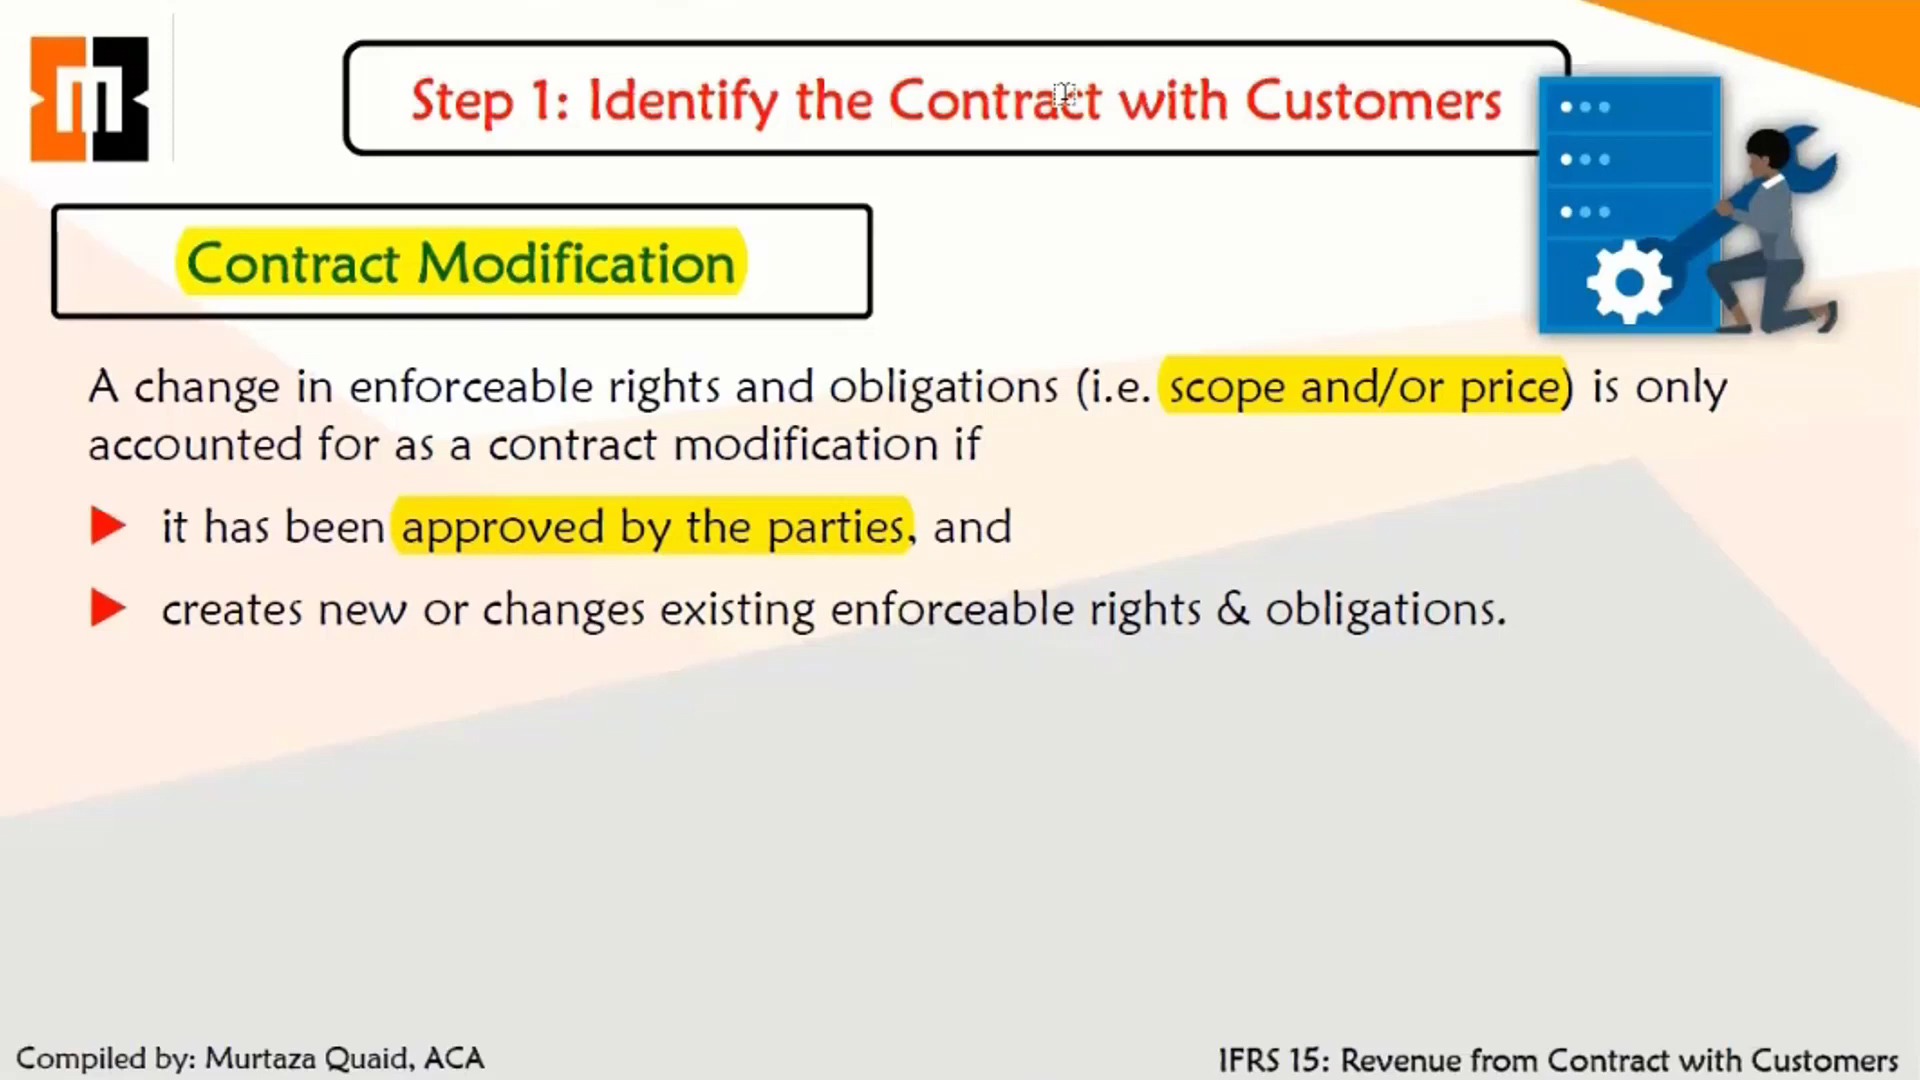 m
Step 1: Identify the Contract with Customers
Contract Modification
A change in enforceable rights and obligations (i.e. scope and/or price) is only
accounted for as a contract modification if
it has been approved by the parties, and
creates new or changes existing enforceable rights & obligations.
Compiled by: Murtaza Quaid, ACA
IFRS 15: Revenue from Contract with Customers